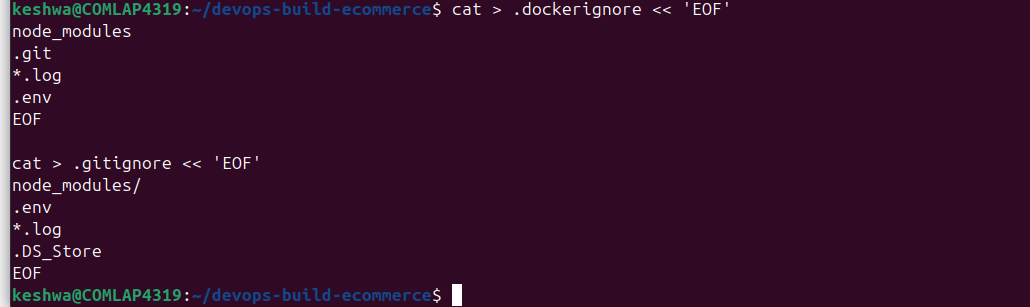 keshwa@COMLAP4319:~/devops-build-ecommerce$ cat > .dockerignore << 'EOF'
node_modules
.git
*.log
.env
EOF

cat > .gitignore << 'EOF'
node_modules/
.env
*.log
.DS_Store
EOF
keshwa@COMLAP4319:~/devops-build-ecommerce$